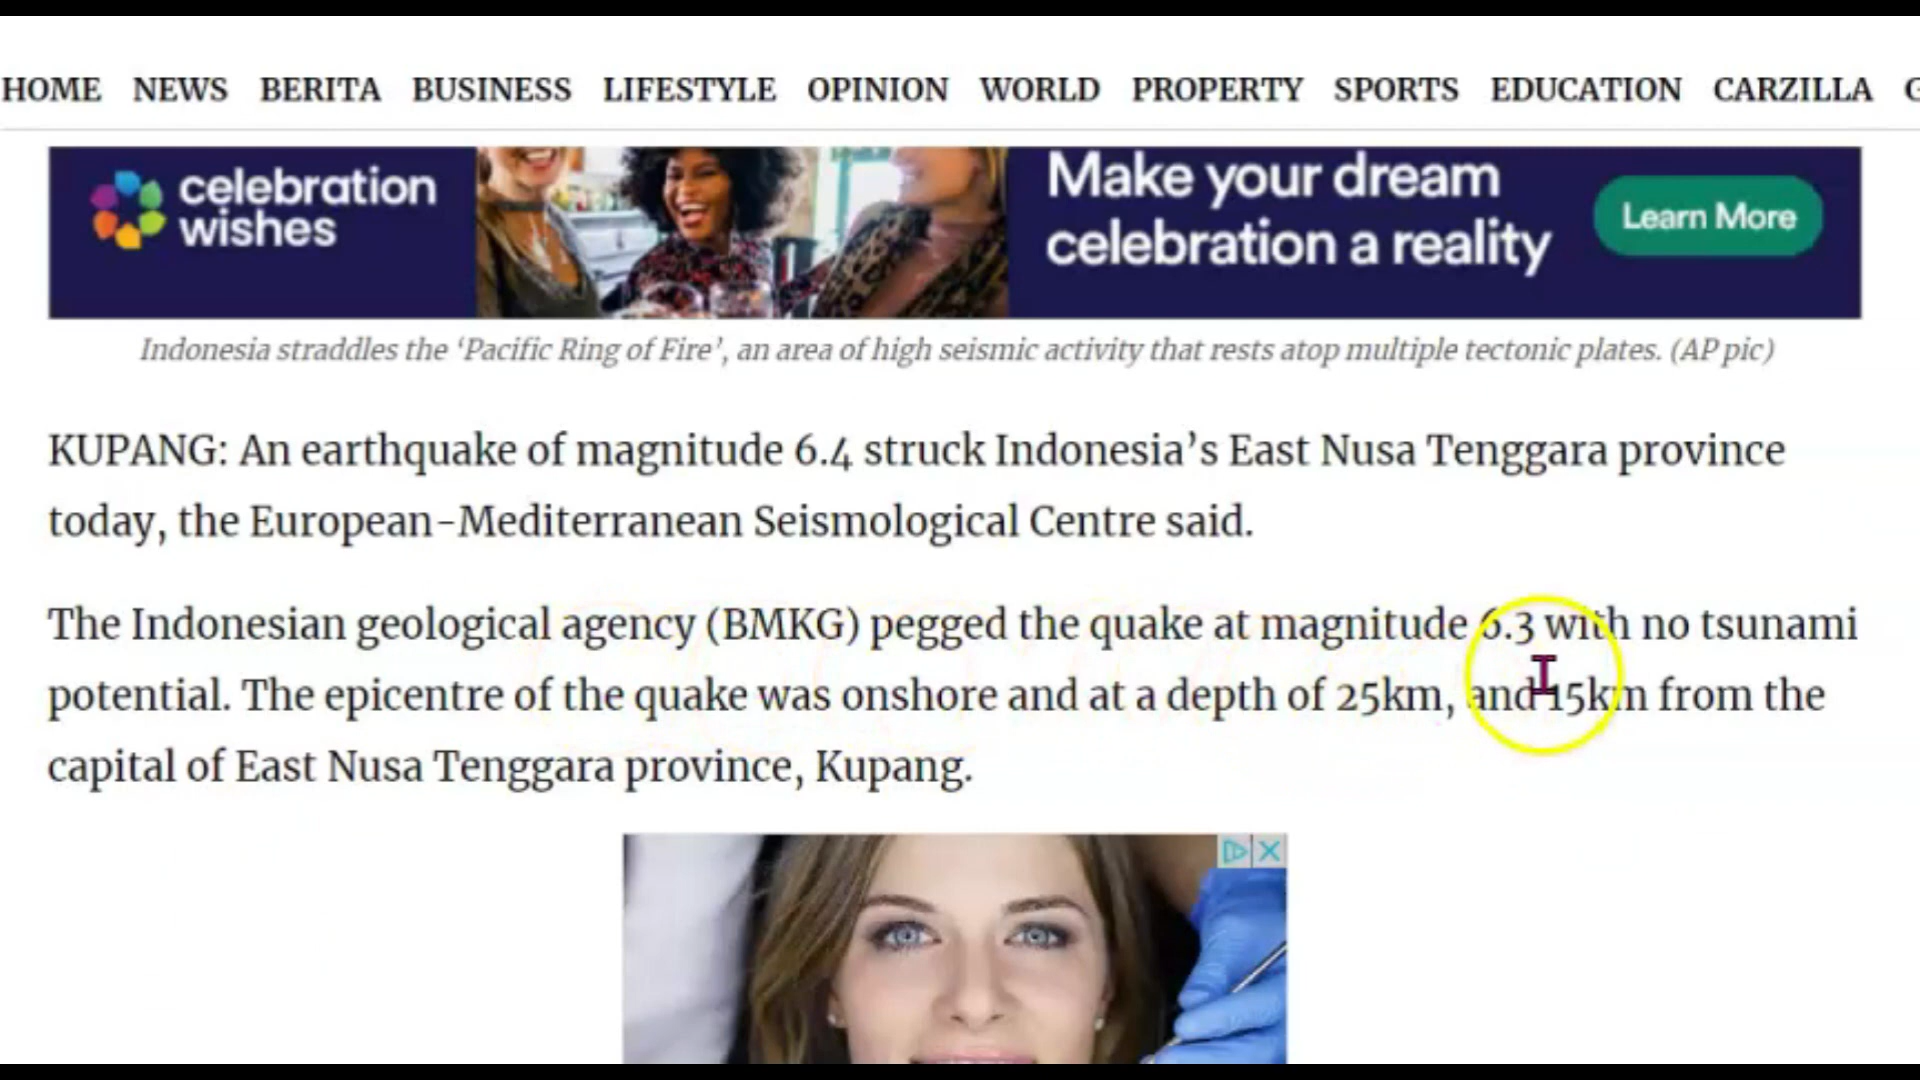 HOME NEWS BERITA BUSINESS LIFESTYLE OPINION WORLD PROPERTY SPORTS EDUCATION CARZILLA
celebration
wishes
Make your dream
celebration a reality
Learn More
Indonesia straddles the ‘Pacific Ring of Fire’, an area of high seismic activity that rests atop multiple tectonic plates. (AP pic)
KUPANG: An earthquake of magnitude 6.4 struck Indonesia’s East Nusa Tenggara province
today, the European-Mediterranean Seismological Centre said.
The Indonesian geological agency (BMKG) pegged the quake at magnitude 6.3 with no tsunami
potential. The epicentre of the quake was onshore and at a depth of 25km, and 15km from the
capital of East Nusa Tenggara province, Kupang.